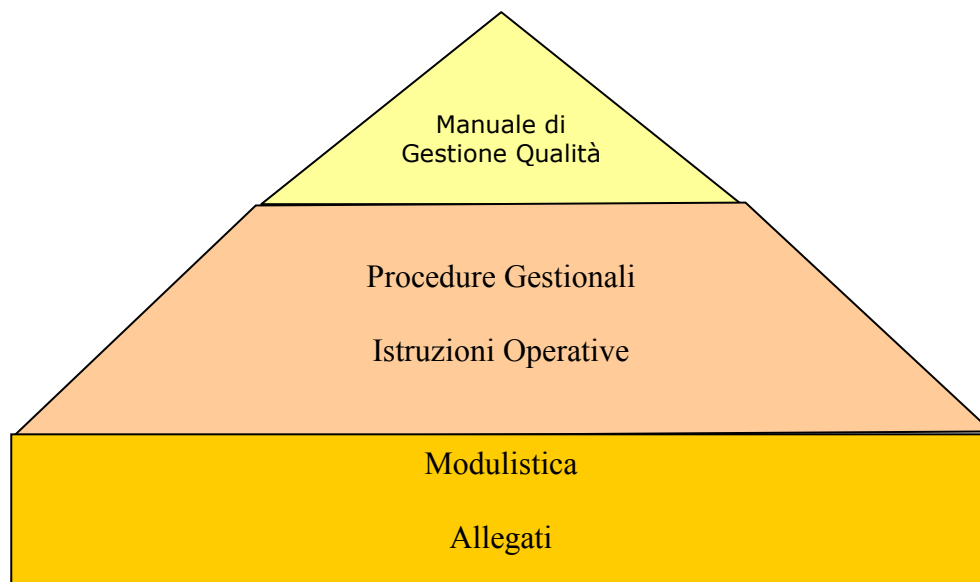 Manuale di
Gestione Qualità
Procedure Gestionali
Istruzioni Operative
Modulistica
Allegati